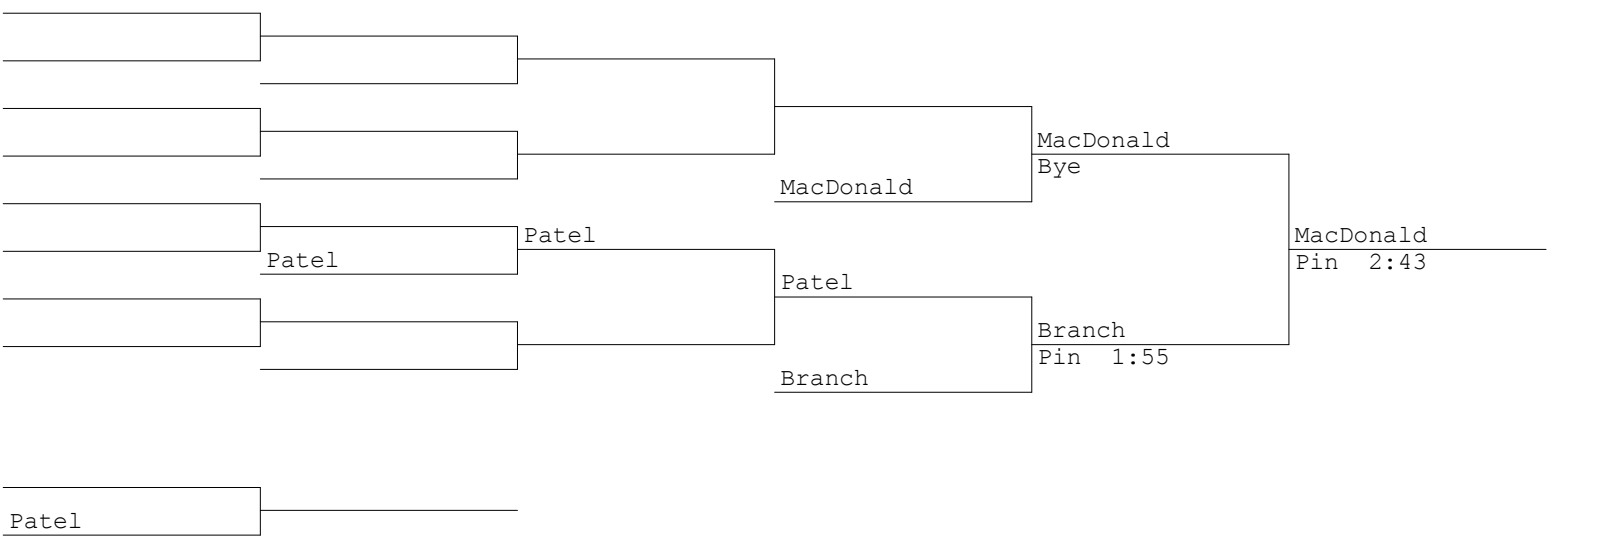 MacDonald
Bye
MacDonald
Patel
MacDonald
Patel
Pin  2:43
Patel
Branch
Pin  1:55
Branch
Patel